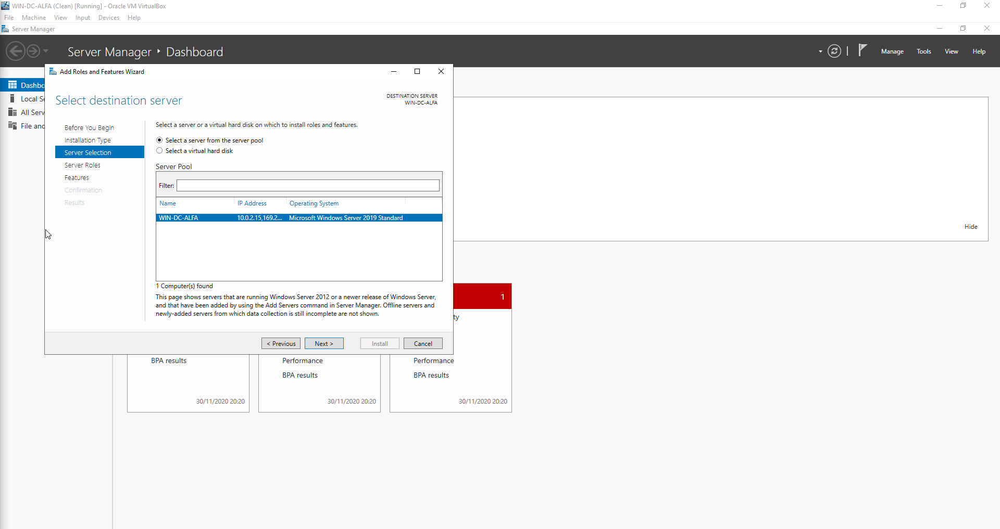 WIN-DC-ALFA (Clean) [Running] - Oracle VM VirtualBox
File Machine View Input Devices Help
Server Manager
Server Manager Dashboard
Manage Tools View Help
Add Roles and Features Wizard
Dashbo
Local Se
All Serv
File and
Select destination server
DESTINATION SERVER
WIN-DC-ALFA
Before You Begin
Installation Type
Server Selection
Server Roles
Features
Confirmation
Results
Select a server or a virtual hard disk on which to install roles and features.
Select a server from the server pool
Select a virtual hard disk
Server Pool
Filter:
Name IP Address Operating System
WIN-DC-ALFA 10.0.2.15,169.2... Microsoft Windows Server 2019 Standard
1 Computer(s) found
This page shows servers that are running Windows Server 2012 or a newer release of Windows Server,
and that have been added by using the Add Servers command in Server Manager. Offline servers and
newly-added servers from which data collection is still incomplete are not shown.
< Previous Next > Install Cancel
Hide
1
ty
BPA results
30/11/2020 20:20
Performance
BPA results
30/11/2020 20:20
Performance
BPA results
30/11/2020 20:20